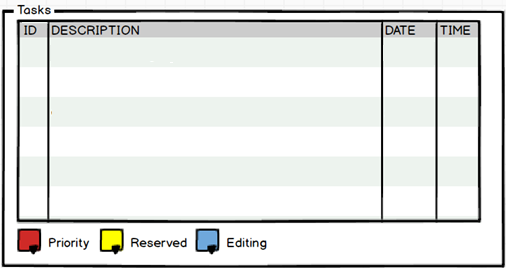 Tasks
ID DESCRIPTION DATE TIME
Priority Reserved Editing